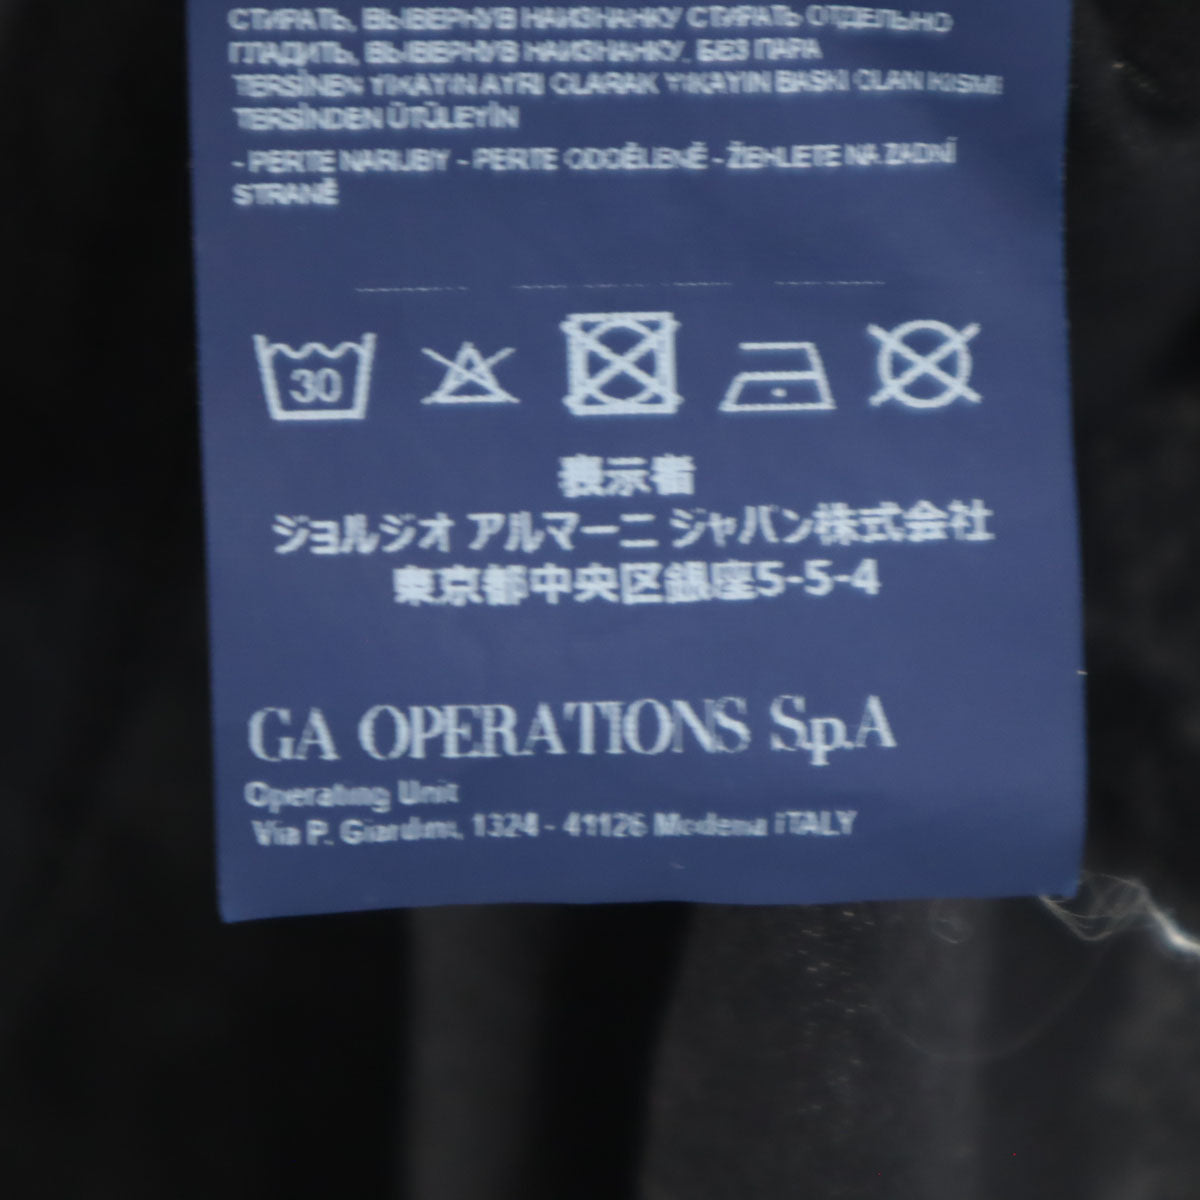 СТИРАТЬ, ВЫВЕРНУВ НАИЗНАНКУ СТИРАТЬ ОТДЕЛЬНО
ГЛАДИТЬ, ВЫВЕРНУВ НАИЗНАНКУ, БЕЗ ПАРА
TERSİNEN YIKAYIN AYRI OLARAK YIKAYIN BASKI OLAN KISMI
TERSİNDEN ÜTÜLEYİN
- PERTE NARUBY - PERTE ODDĚLENĚ - ŽEHLETE NA ZADNÍ
STRANĚ
30
表示者
ジョルジオ アルマーニ ジャパン株式会社
東京都中央区銀座5-5-4
GA OPERATIONS S.p.A
Operating Unit
Via P. Giardini, 1324 - 41126 Modena iTALY